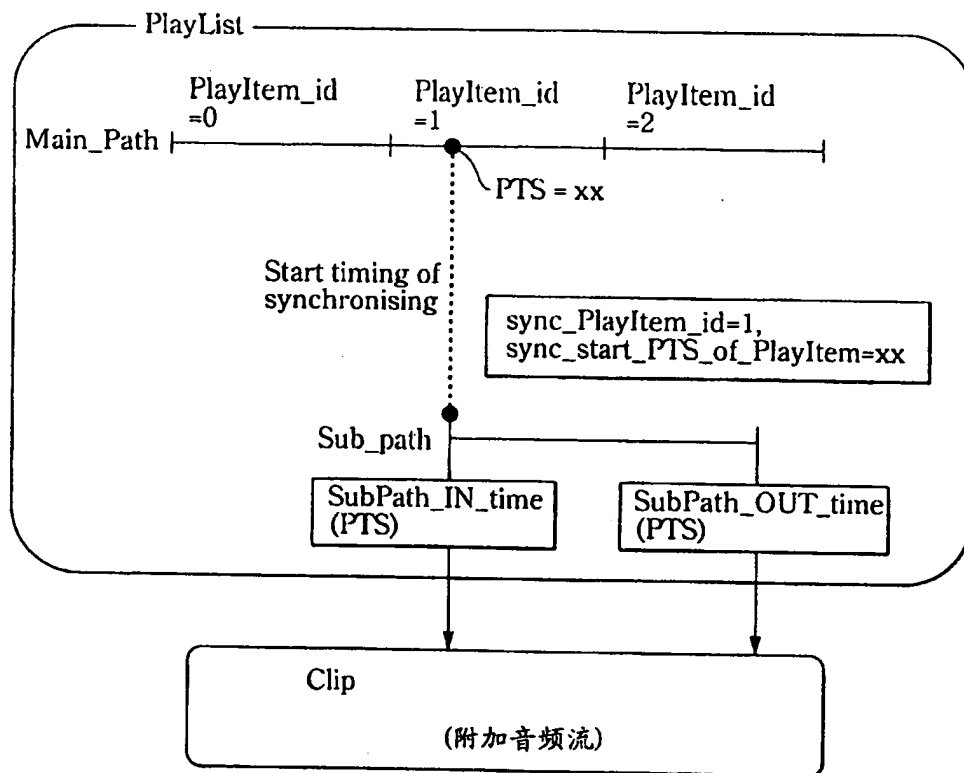 PlayList
PlayItem_id
=0
PlayItem_id
=1
PlayItem_id
=2
Main_Path
PTS = xx
Start timing of
synchronising
sync_PlayItem_id=1,
sync_start_PTS_of_PlayItem=xx
Sub_path
SubPath_IN_time
(PTS)
SubPath_OUT_time
(PTS)
Clip
(附加音频流)